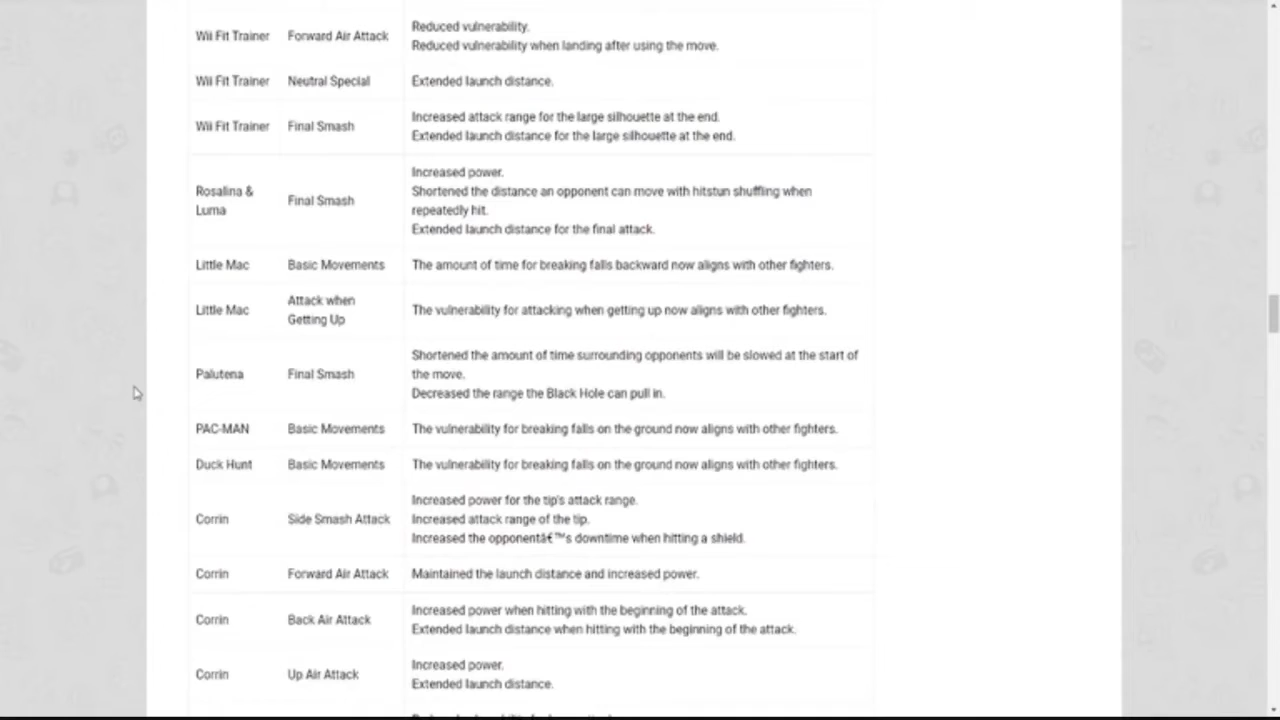 Reduced vulnerability.
Wii Fit Trainer Forward Air Attack
Reduced vulnerability when landing after using the move.
Wii Fit Trainer Neutral Special Extended launch distance.
Increased attack range for the large silhouette at the end.
Wii Fit Trainer Final Smash
Extended launch distance for the large silhouette at the end.
Increased power.
Rosalina & Shortened the distance an opponent can move with hitstun shuffling when
Final Smash
Luma repeatedly hit.
Extended launch distance for the final attack.
Little Mac Basic Movements The amount of time for breaking falls backward now aligns with other fighters.
Attack when
Little Mac The vulnerability for attacking when getting up now aligns with other fighters.
Getting Up
Shortened the amount of time surrounding opponents will be slowed at the start of
Palutena Final Smash the move.
Decreased the range the Black Hole can pull in.
PAC-MAN Basic Movements The vulnerability for breaking falls on the ground now aligns with other fighters.
Duck Hunt Basic Movements The vulnerability for breaking falls on the ground now aligns with other fighters.
Increased power for the tip's attack range.
Corrin Side Smash Attack Increased attack range of the tip.
Increased the opponentâ€™s downtime when hitting a shield.
Corrin Forward Air Attack Maintained the launch distance and increased power.
Increased power when hitting with the beginning of the attack.
Corrin Back Air Attack
Extended launch distance when hitting with the beginning of the attack.
Increased power.
Corrin Up Air Attack
Extended launch distance.